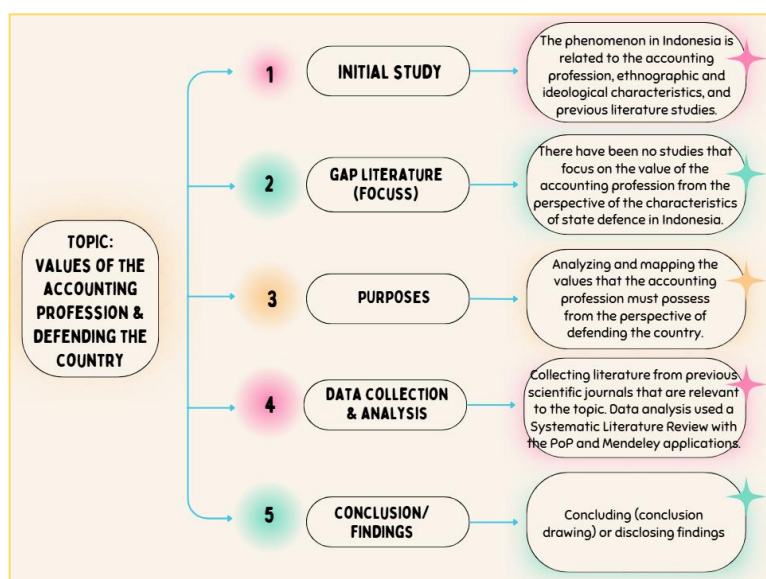 TOPIC:
VALUES OF THE
ACCOUNTING
PROFESSION &
DEFENDING THE
COUNTRY
1
INITIAL STUDY
The phenomenon in Indonesia is
related to the accounting
profession, ethnographic and
ideological characteristics, and
previous literature studies.
2
GAP LITERATURE
(FOCUSS)
There have been no studies that
focus on the value of the
accounting profession from the
perspective of the characteristics
of state defence in Indonesia.
3
PURPOSES
Analyzing and mapping the
values that the accounting
profession must possess
from the perspective of
defending the country.
4
DATA COLLECTION
& ANALYSIS
Collecting literature from previous
scientific journals that are relevant
to the topic. Data analysis used a
Systematic Literature Review with
the PoP and Mendeley applications.
5
CONCLUSION/
FINDINGS
Concluding (conclusion
drawing) or disclosing findings